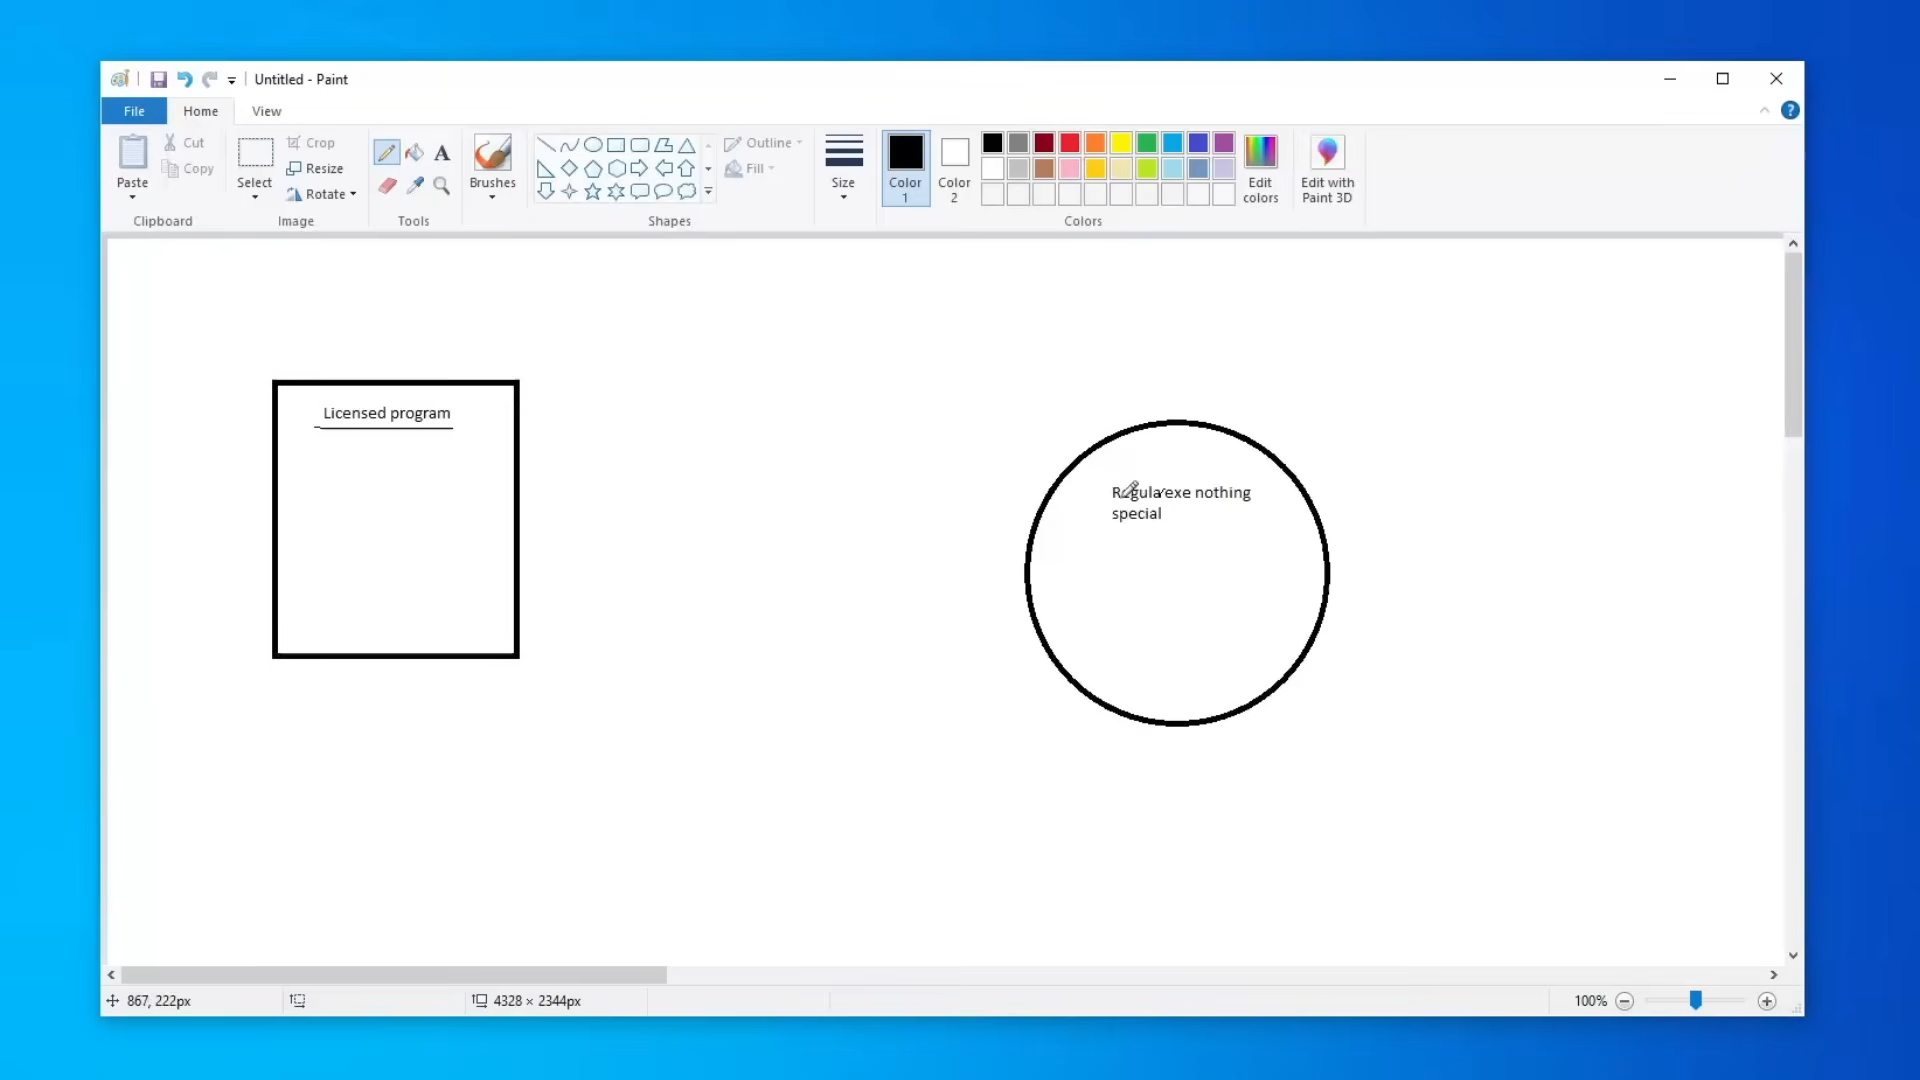 Untitled - Paint
File Home View
Paste
Cut
Copy
Clipboard
Select
Crop
Resize
Rotate
Image
Tools
Brushes
Shapes
Outline
Fill
Size
Color 1
Color 2
Colors
Edit colors
Edit with Paint 3D
Licensed program
Regular exe nothing
special
867, 222px
4328 × 2344px
100%